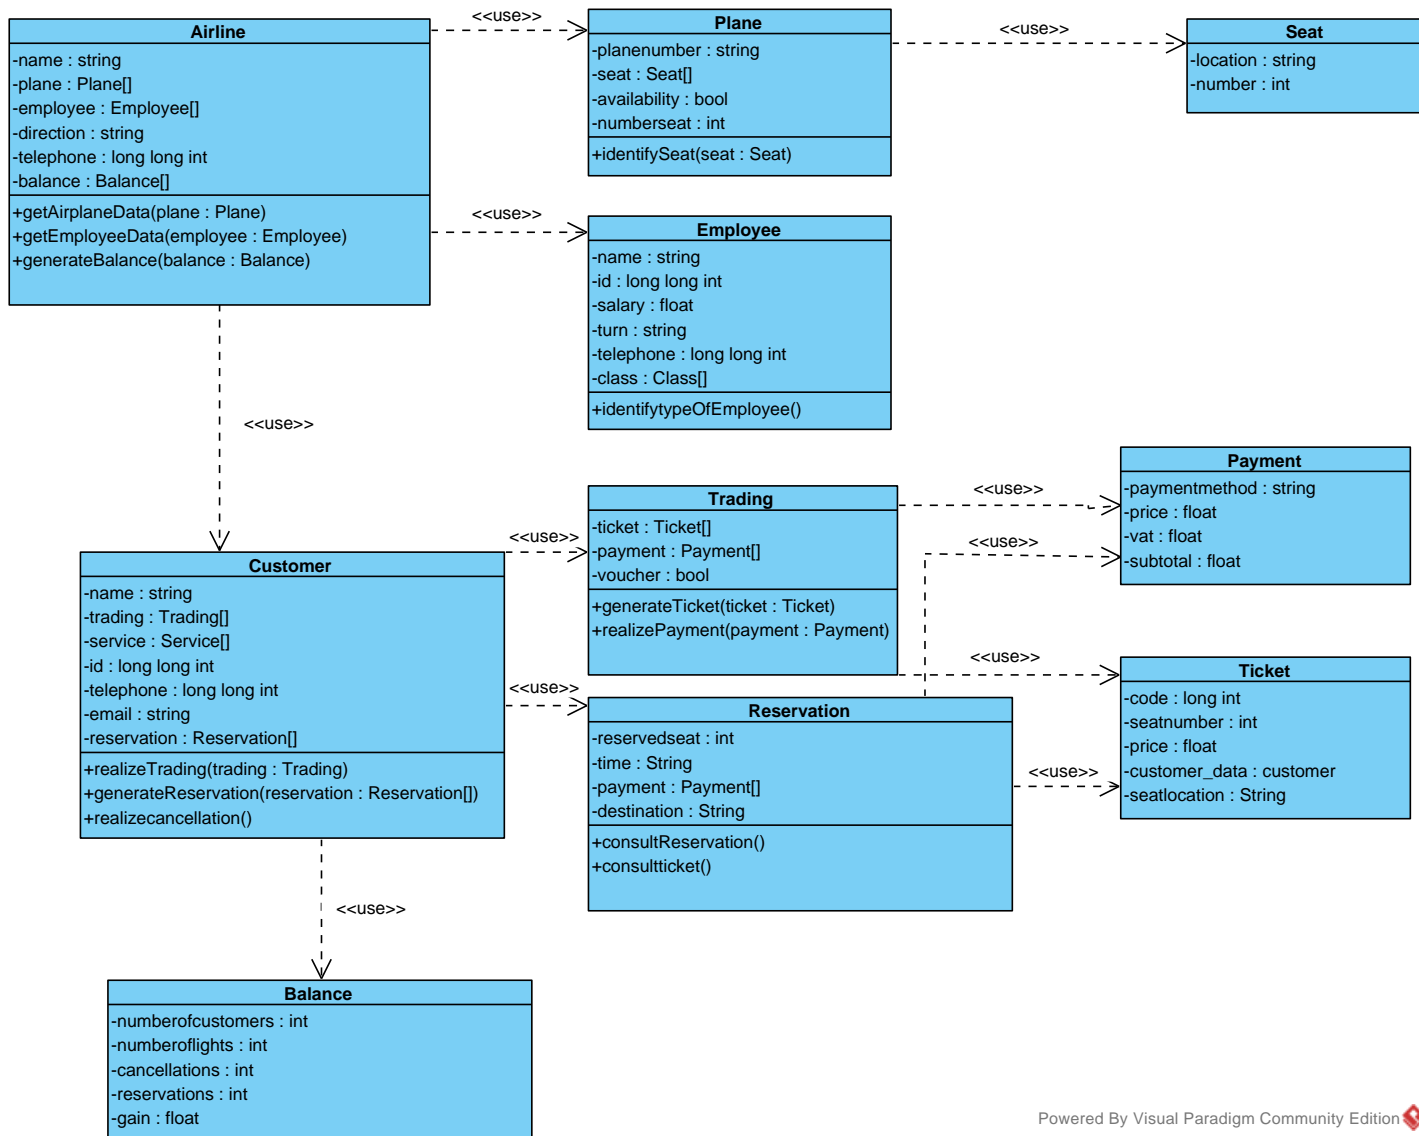 Airline
-name : string
-plane : Plane[]
-employee : Employee[]
-direction : string
-telephone : long long int
-balance : Balance[]
+getAirplaneData(plane : Plane)
+getEmployeeData(employee : Employee)
+generateBalance(balance : Balance)
<<use>>
Plane
-planenumber : string
-seat : Seat[]
-availability : bool
-numberseat : int
+identifySeat(seat : Seat)
<<use>>
Seat
-location : string
-number : int
<<use>>
Employee
-name : string
-id : long long int
-salary : float
-turn : string
-telephone : long long int
-class : Class[]
+identifytypeOfEmployee()
<<use>>
Customer
-name : string
-trading : Trading[]
-service : Service[]
-id : long long int
-telephone : long long int
-email : string
-reservation : Reservation[]
+realizeTrading(trading : Trading)
+generateReservation(reservation : Reservation[])
+realizecancellation()
<<use>>
Trading
-ticket : Ticket[]
-payment : Payment[]
-voucher : bool
+generateTicket(ticket : Ticket)
+realizePayment(payment : Payment)
<<use>>
<<use>>
Payment
-paymentmethod : string
-price : float
-vat : float
-subtotal : float
<<use>>
<<use>>
Reservation
-reservedseat : int
-time : String
-payment : Payment[]
-destination : String
+consultReservation()
+consultticket()
<<use>>
Ticket
-code : long int
-seatnumber : int
-price : float
-customer_data : customer
-seatlocation : String
<<use>>
Balance
-numberofcustomers : int
-numberoflights : int
-cancellations : int
-reservations : int
-gain : float
Powered By Visual Paradigm Community Edition